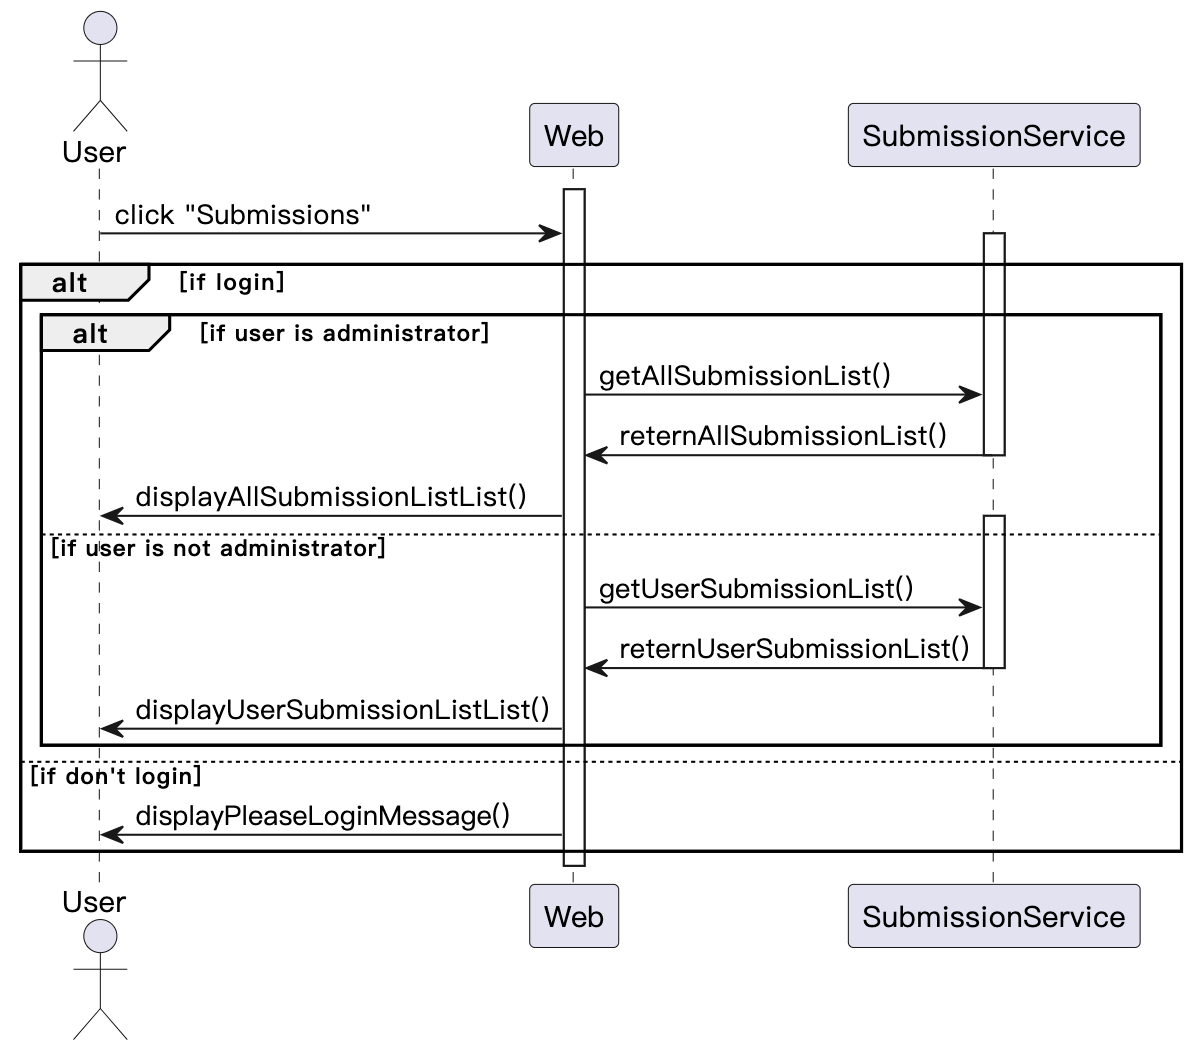 User
Web
SubmissionService
click "Submissions"
alt
[if login]
alt
[if user is administrator]
getAllSubmissionList()
reternAllSubmissionList()
displayAllSubmissionListList()
[if user is not administrator]
getUserSubmissionList()
reternUserSubmissionList()
displayUserSubmissionListList()
[if don't login]
displayPleaseLoginMessage()
User
Web
SubmissionService